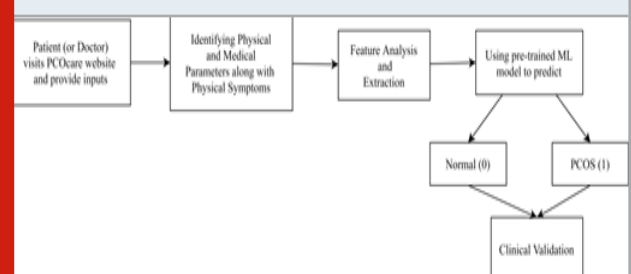 Patient (or Doctor)
visits PCOcare website
and provide inputs
Identifying Physical
and Medical
Parameters along with
Physical Symptoms
Feature Analysis
and
Extraction
Using pre-trained ML
model to predict
Normal (0)
PCOS (1)
Clinical Validation